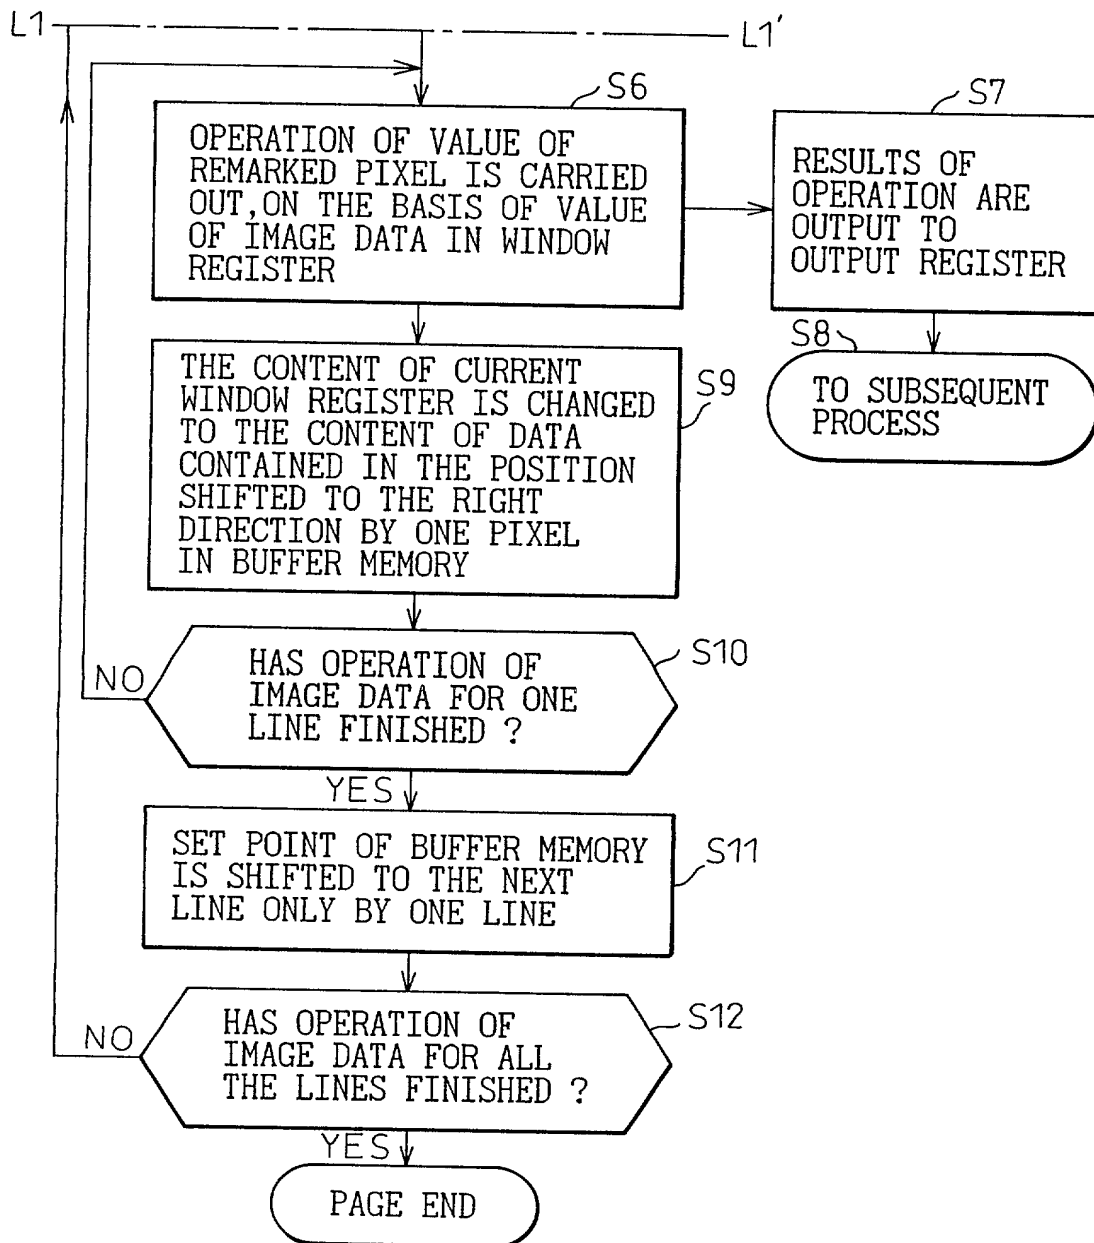 L1
L1'
S6
OPERATION OF VALUE OF
REMARKED PIXEL IS CARRIED
OUT, ON THE BASIS OF VALUE
OF IMAGE DATA IN WINDOW
REGISTER
S7
RESULTS OF
OPERATION ARE
OUTPUT TO
OUTPUT REGISTER
S8
TO SUBSEQUENT
PROCESS
S9
THE CONTENT OF CURRENT
WINDOW REGISTER IS CHANGED
TO THE CONTENT OF DATA
CONTAINED IN THE POSITION
SHIFTED TO THE RIGHT
DIRECTION BY ONE PIXEL
IN BUFFER MEMORY
S10
HAS OPERATION OF
IMAGE DATA FOR ONE
LINE FINISHED ?
NO
YES
S11
SET POINT OF BUFFER MEMORY
IS SHIFTED TO THE NEXT
LINE ONLY BY ONE LINE
S12
HAS OPERATION OF
IMAGE DATA FOR ALL
THE LINES FINISHED ?
NO
YES
PAGE END